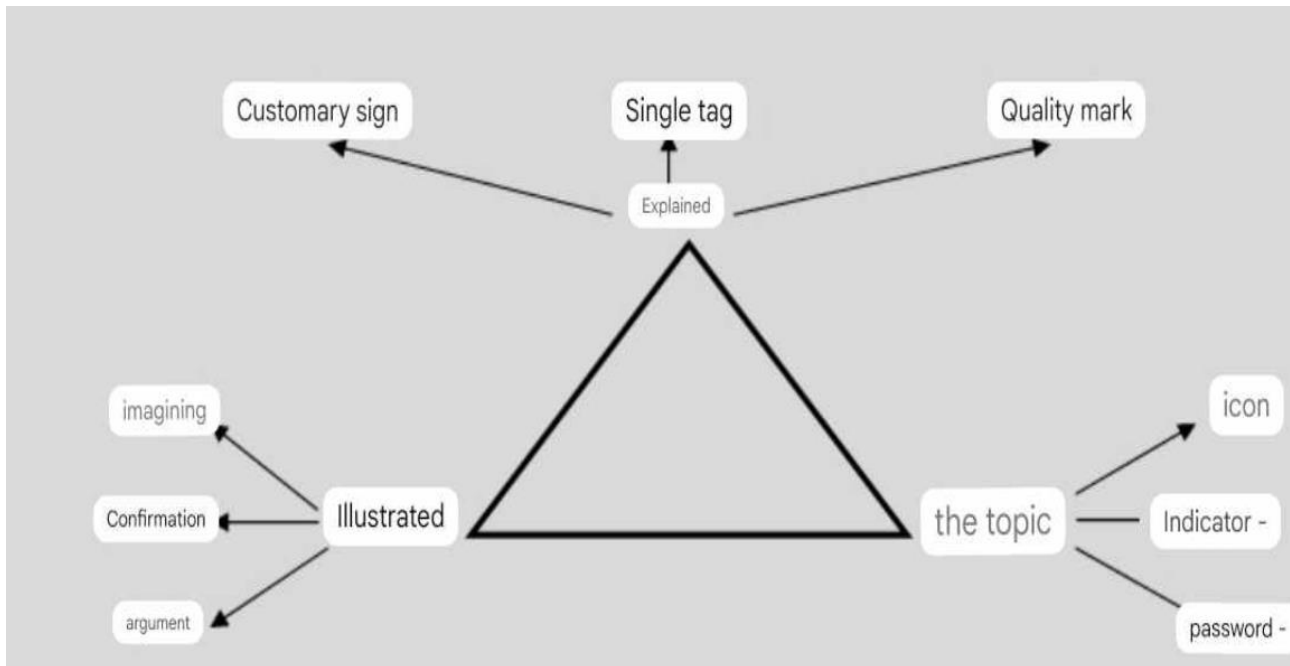 Customary sign
Single tag
Quality mark
Explained
imagining
icon
Confirmation
Illustrated
the topic
Indicator -
argument
password -